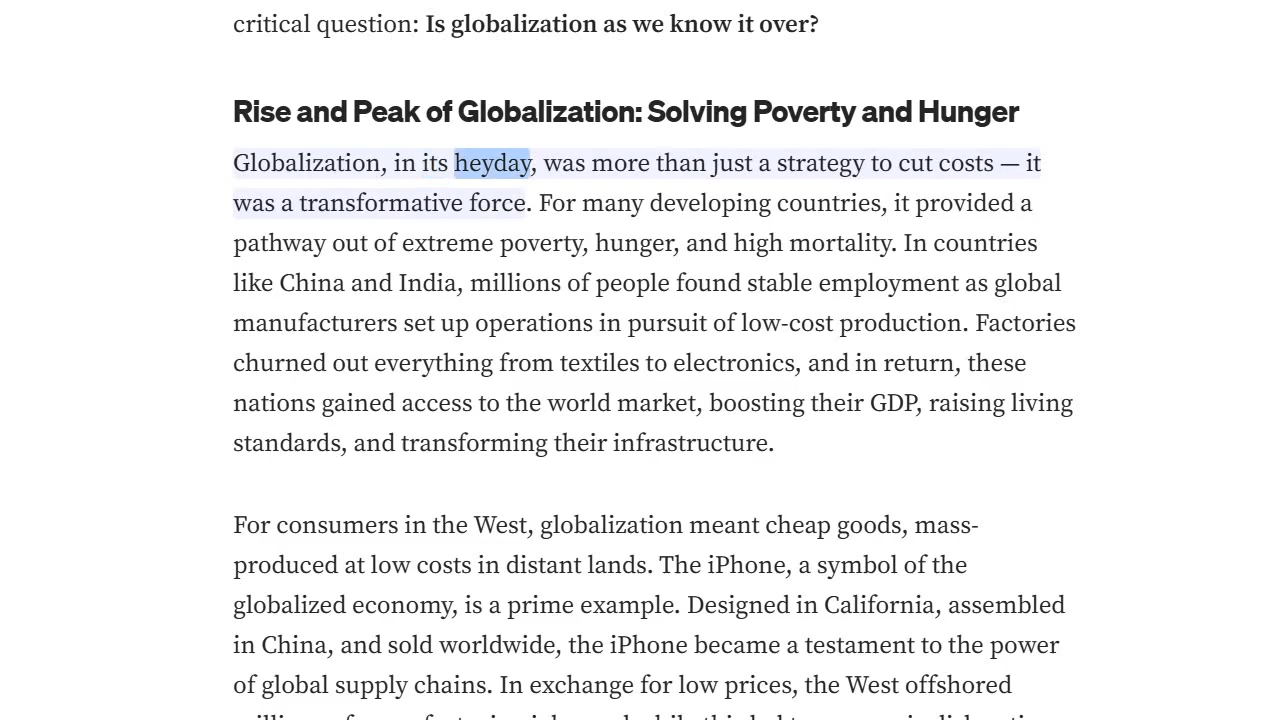 critical question: Is globalization as we know it over?
Rise and Peak of Globalization: Solving Poverty and Hunger
Globalization, in its heyday, was more than just a strategy to cut costs — it
was a transformative force. For many developing countries, it provided a
pathway out of extreme poverty, hunger, and high mortality. In countries
like China and India, millions of people found stable employment as global
manufacturers set up operations in pursuit of low-cost production. Factories
churned out everything from textiles to electronics, and in return, these
nations gained access to the world market, boosting their GDP, raising living
standards, and transforming their infrastructure.
For consumers in the West, globalization meant cheap goods, mass-
produced at low costs in distant lands. The iPhone, a symbol of the
globalized economy, is a prime example. Designed in California, assembled
in China, and sold worldwide, the iPhone became a testament to the power
of global supply chains. In exchange for low prices, the West offshored